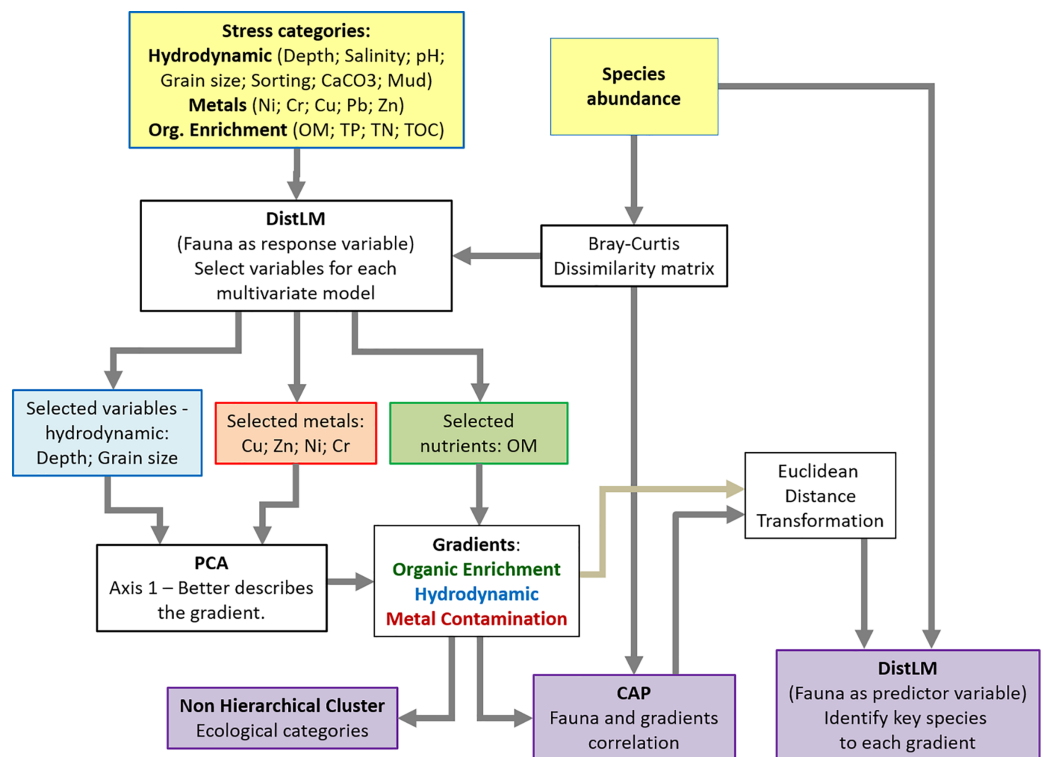 Stress categories:
Hydrodynamic (Depth; Salinity; pH;
Grain size; Sorting; CaCO3; Mud)
Metals (Ni; Cr; Cu; Pb; Zn)
Org. Enrichment (OM; TP; TN; TOC)
Species
abundance
DistLM
(Fauna as response variable)
Select variables for each
multivariate model
Bray-Curtis
Dissimilarity matrix
Selected variables -
hydrodynamic:
Depth; Grain size
Selected metals:
Cu; Zn; Ni; Cr
Selected
nutrients: OM
Euclidean
Distance
Transformation
PCA
Axis 1 – Better describes
the gradient.
Gradients:
Organic Enrichment
Hydrodynamic
Metal Contamination
Non Hierarchical Cluster
Ecological categories
CAP
Fauna and gradients
correlation
DistLM
(Fauna as predictor variable)
Identify key species
to each gradient